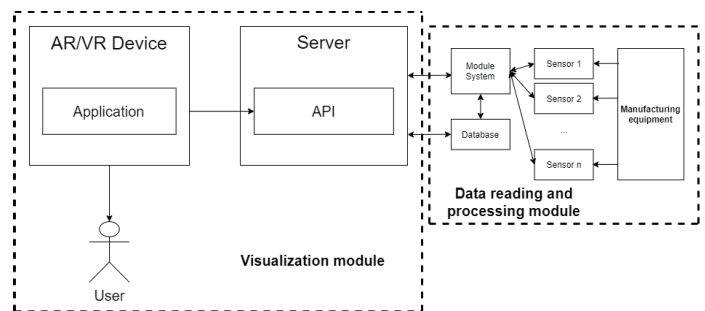 AR/VR Device
Application
User
Server
API
Visualization module
Module
System
Database
Sensor 1
Sensor 2
...
Sensor n
Manufacturing
equipment
Data reading and
processing module